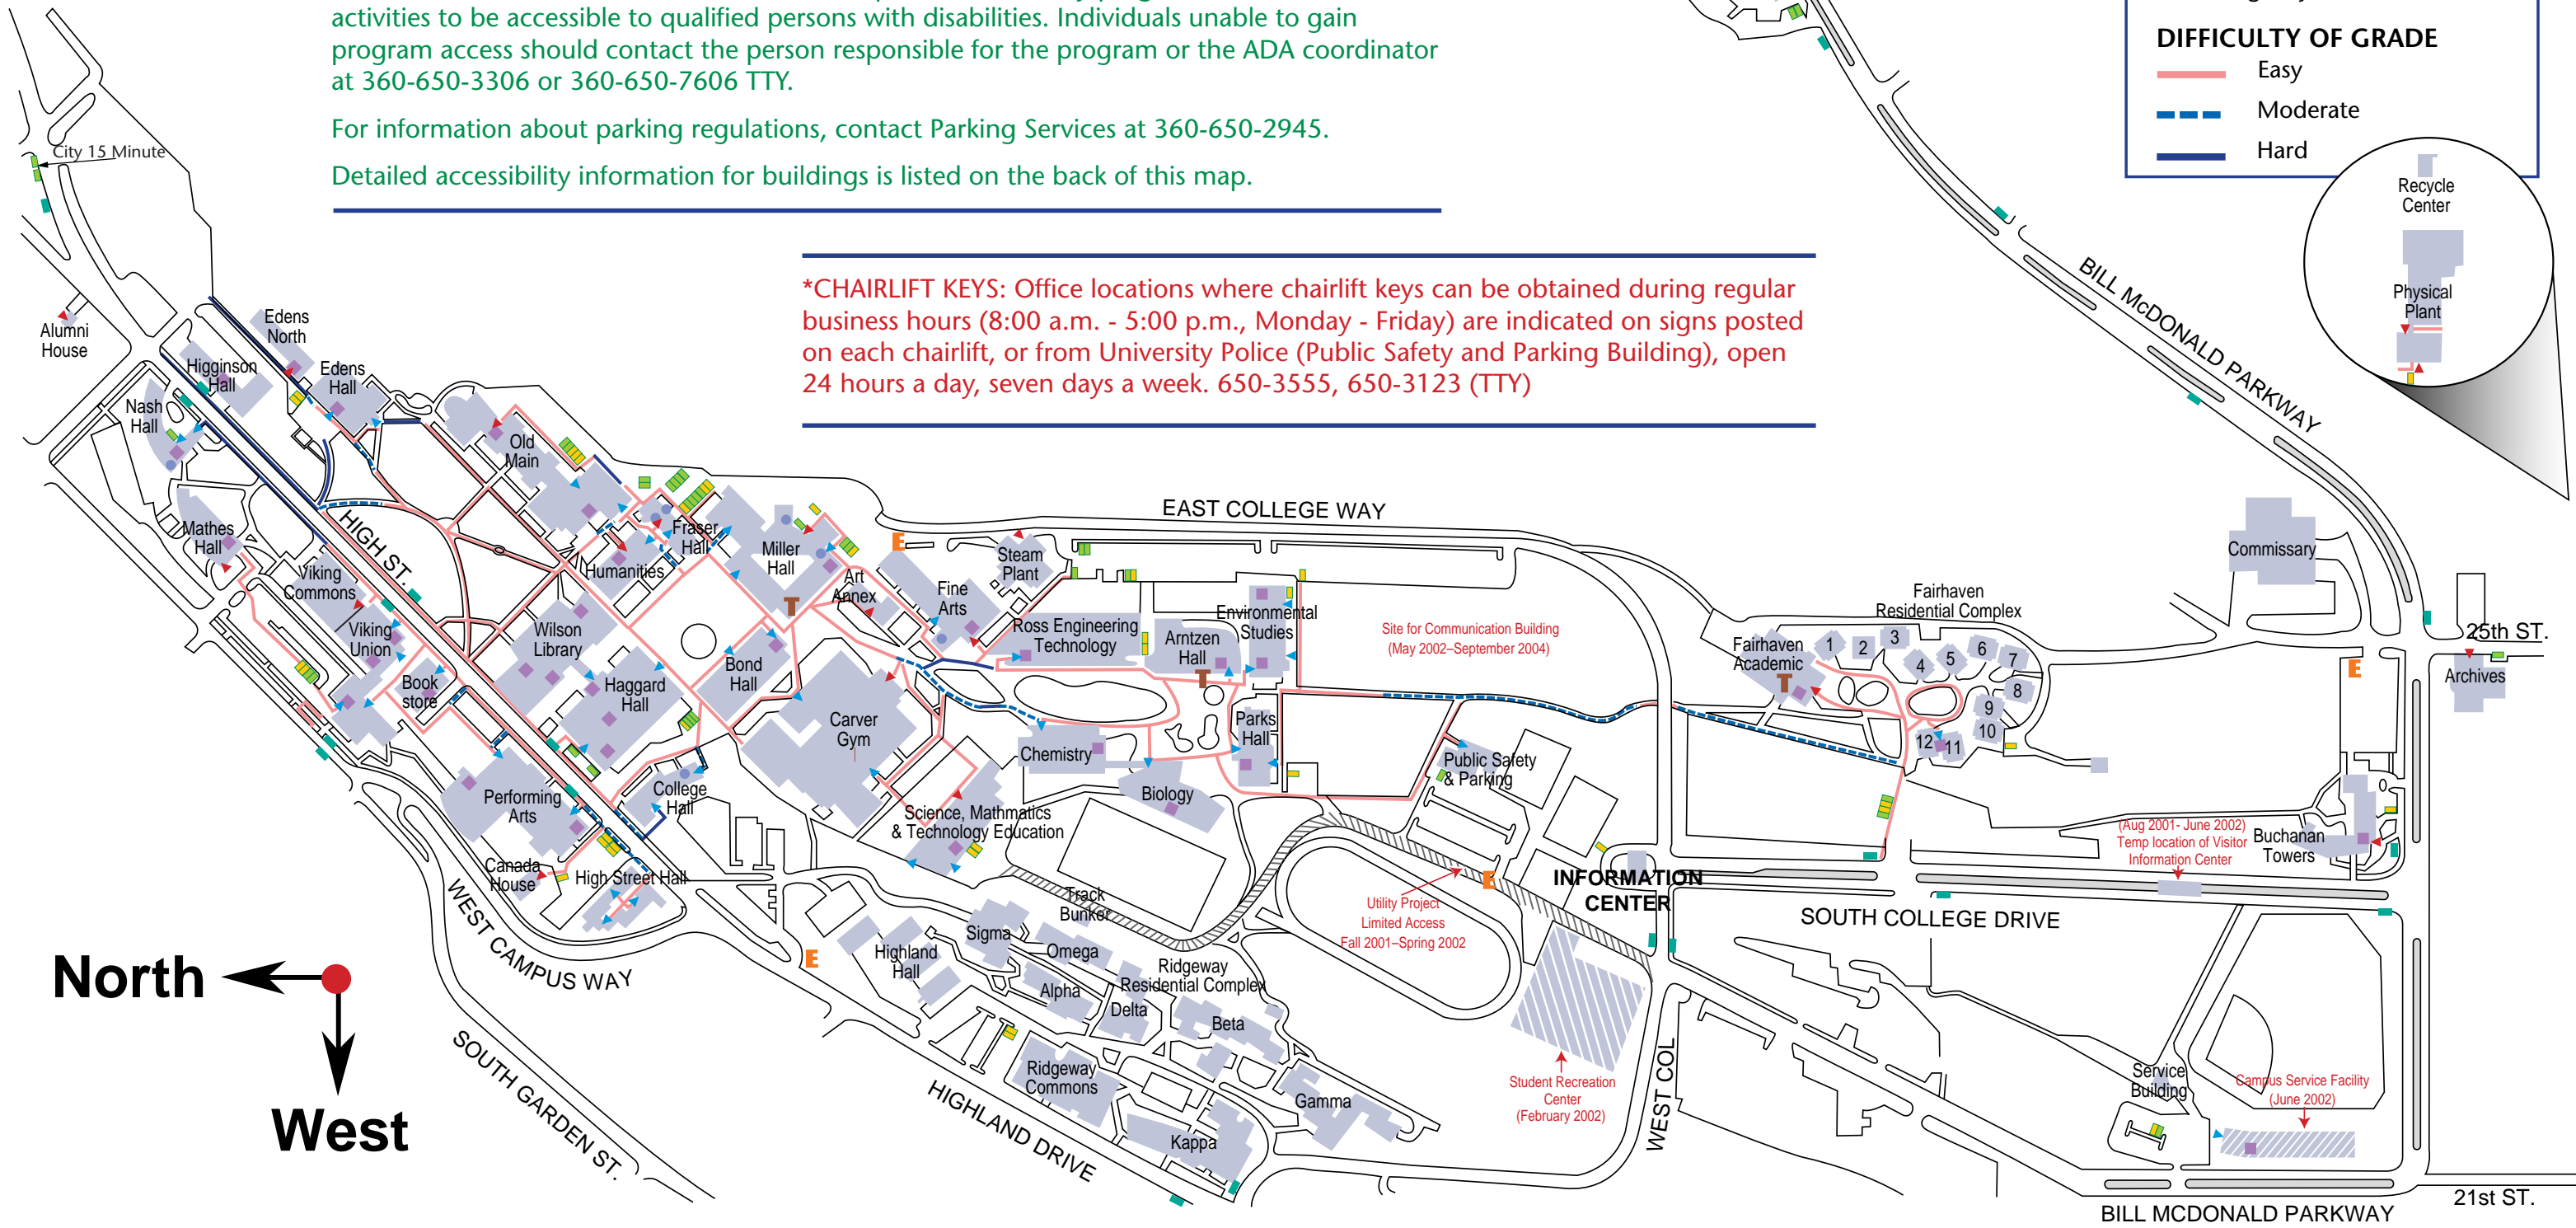 activities to be accessible to qualified persons with disabilities. Individuals unable to gain
program access should contact the person responsible for the program or the ADA coordinator
at 360-650-3306 or 360-650-7606 TTY.
For information about parking regulations, contact Parking Services at 360-650-2945.
Detailed accessibility information for buildings is listed on the back of this map.
DIFFICULTY OF GRADE
Easy
Moderate
Hard
City 15 Minute
*CHAIRLIFT KEYS: Office locations where chairlift keys can be obtained during regular
business hours (8:00 a.m. - 5:00 p.m., Monday - Friday) are indicated on signs posted
on each chairlift, or from University Police (Public Safety and Parking Building), open
24 hours a day, seven days a week. 650-3555, 650-3123 (TTY)
Recycle
Center
Physical
Plant
BILL McDONALD PARKWAY
Alumni
House
Edens
North
Higginson
Hall
Edens
Hall
Nash
Hall
Old
Main
Mathes
Hall
HIGH ST.
Viking
Commons
Viking
Union
Book
store
Fraser
Hall
Humanities
Miller
Hall
T
Art
Annex
E
Fine
Arts
Steam
Plant
EAST COLLEGE WAY
Wilson
Library
Haggard
Hall
Bond
Hall
Carver
Gym
Ross Engineering
Technology
Arntzen
Hall
T
Environmental
Studies
Site for Communication Building
(May 2002–September 2004)
Fairhaven
Residential Complex
Fairhaven
Academic
T
1
2
3
4
5
6
7
8
9
10
11
12
Commissary
25th ST.
E
Archives
Parks
Hall
Chemistry
Biology
Public Safety
& Parking
Performing
Arts
College
Hall
Science, Mathmatics
& Technology Education
Canada
House
High Street Hall
Track
Bunker
Utility Project
Limited Access
Fall 2001–Spring 2002
E
INFORMATION
CENTER
(Aug 2001- June 2002)
Temp location of Visitor
Information Center
Buchanan
Towers
SOUTH COLLEGE DRIVE
WEST CAMPUS WAY
E
Highland
Hall
Sigma
Omega
Alpha
Ridgeway
Residential Complex
Delta
Beta
Ridgeway
Commons
Gamma
Kappa
North
West
SOUTH GARDEN ST.
HIGHLAND DRIVE
Student Recreation
Center
(February 2002)
WEST COL
Service
Building
Campus Service Facility
(June 2002)
21st ST.
BILL MCDONALD PARKWAY